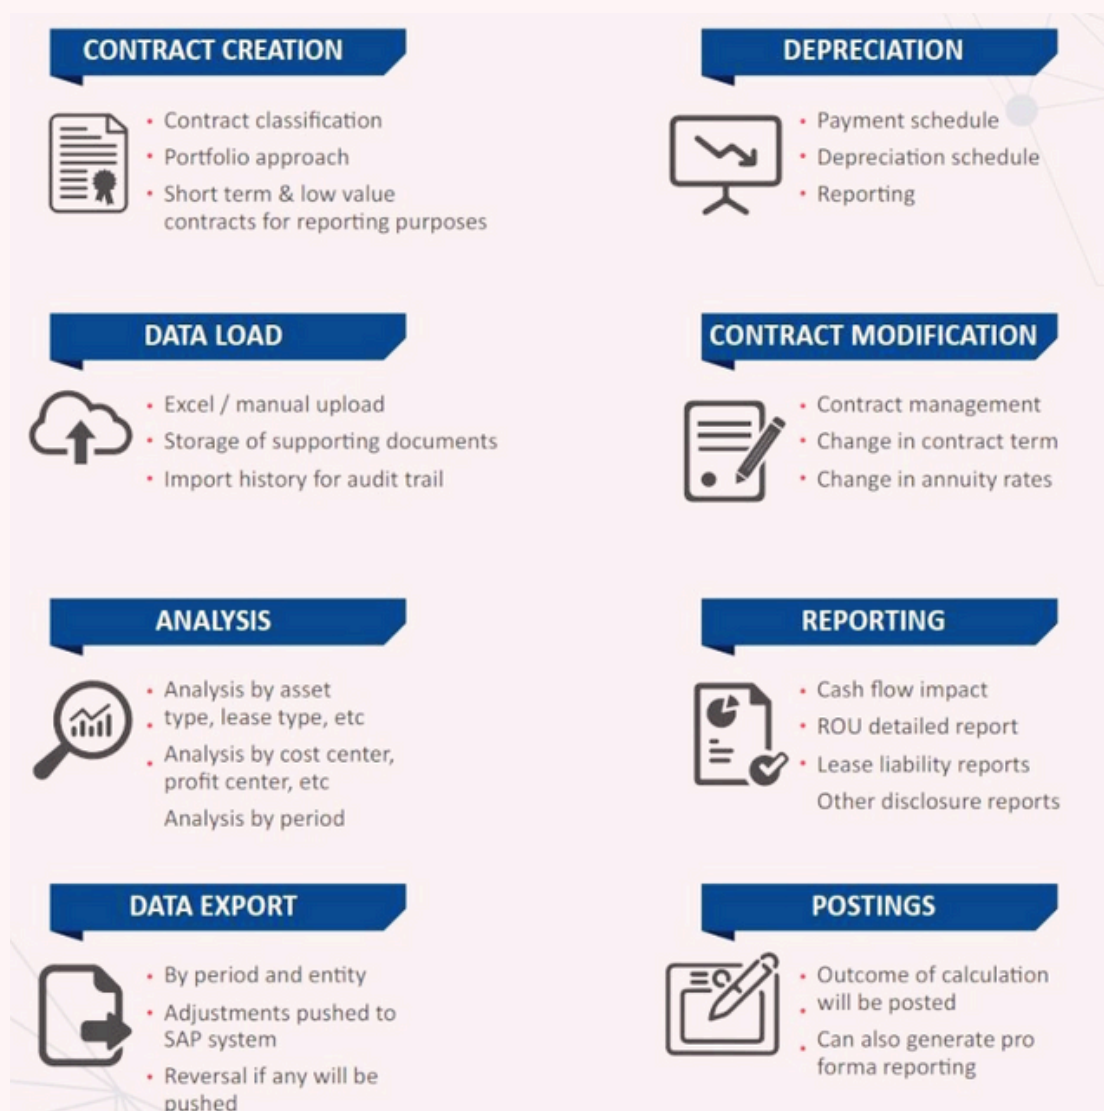 CONTRACT CREATION
• Contract classification
• Portfolio approach
• Short term & low value
contracts for reporting purposes
DEPRECIATION
• Payment schedule
• Depreciation schedule
• Reporting
DATA LOAD
• Excel / manual upload
• Storage of supporting documents
• Import history for audit trail
CONTRACT MODIFICATION
• Contract management
• Change in contract term
• Change in annuity rates
ANALYSIS
• Analysis by asset
• type, lease type, etc
• Analysis by cost center,
profit center, etc
Analysis by period
REPORTING
• Cash flow impact
• ROU detailed report
• Lease liability reports
Other disclosure reports
DATA EXPORT
• By period and entity
• Adjustments pushed to
SAP system
• Reversal if any will be
pushed
POSTINGS
• Outcome of calculation
• will be posted
• Can also generate pro
forma reporting